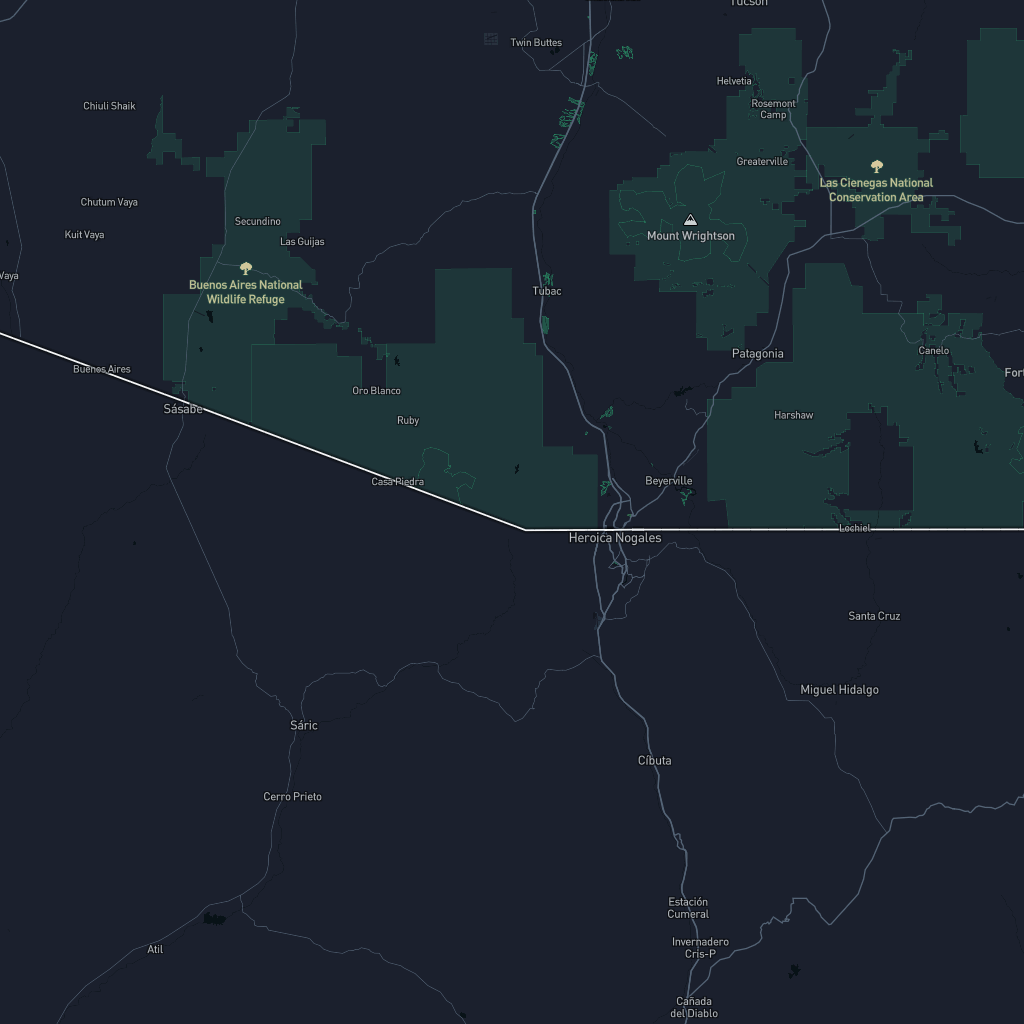 Tucson
Twin Buttes
Helvetia
Chiuli Shaik
Rosemont
Camp
Greaterville
Las Cienegas National
Conservation Area
Chutum Vaya
Secundino
Kuit Vaya
Las Guijas
Mount Wrightson
Vaya
Buenos Aires National
Wildlife Refuge
Tubac
Canelo
Patagonia
Buenos Aires
Fort
Oro Blanco
Sásabe
Harshaw
Ruby
Casa Piedra
Beyerville
Lochiel
Heroica Nogales
Santa Cruz
Miguel Hidalgo
Sáric
Cíbuta
Cerro Prieto
Estación
Cumeral
Invernadero
Cris-P
Atil
Cañada
del Diablo